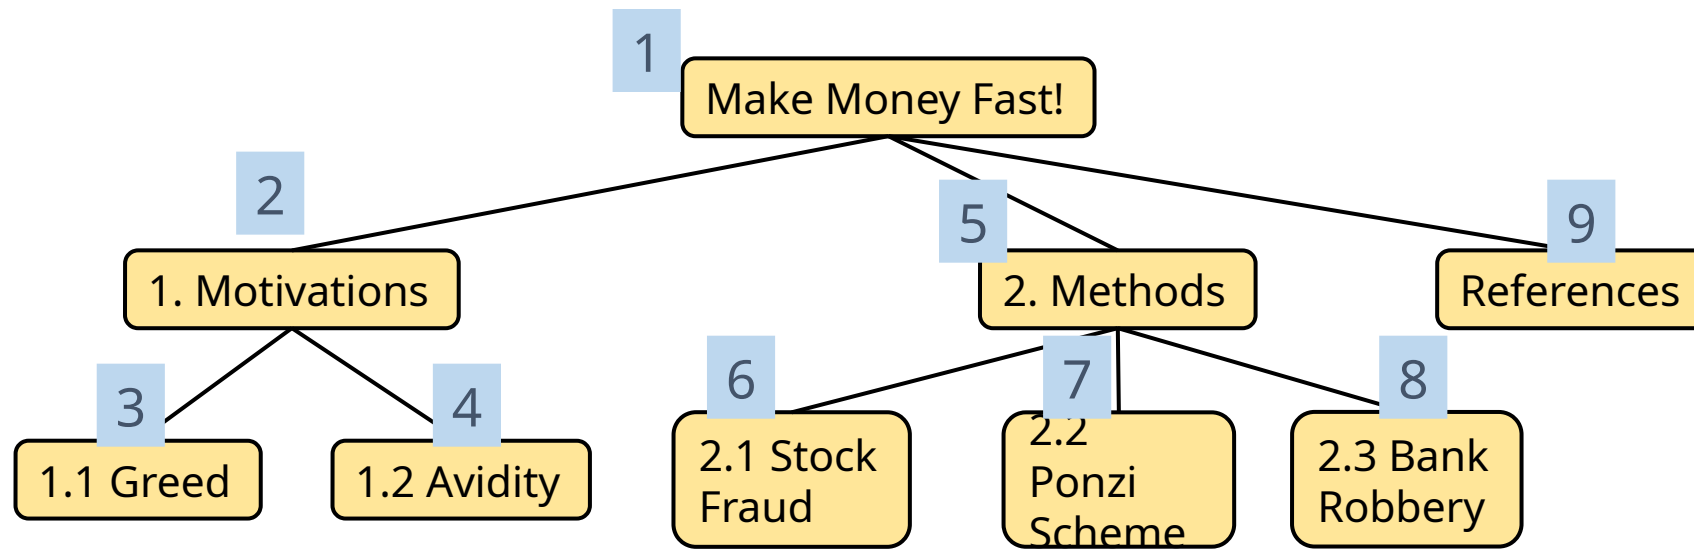 1
Make Money Fast!
2
5
9
1. Motivations
2. Methods
References
3
4
6
7
8
1.1 Greed
1.2 Avidity
2.1 Stock
Fraud
2.2
Ponzi
Scheme
2.3 Bank
Robbery